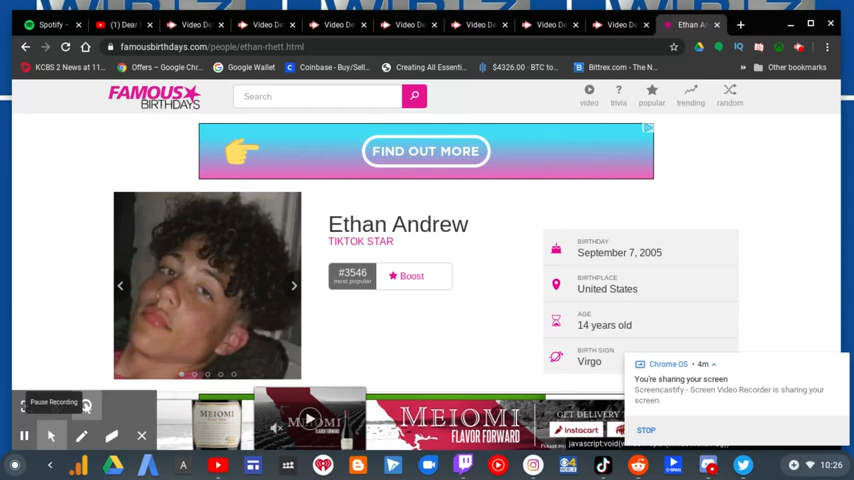 Spotify –
(1) Dear
Video De
Video De
Video De
Video De
Video De
Video De
Video De
Ethan An
famousbirthdays.com/people/ethan-rhett.html
KCBS 2 News at 11...
Offers – Google Chr...
Google Wallet
Coinbase - Buy/Sell...
Creating All Essenti...
$4326.00 · BTC to...
Bittrex.com - The N...
Other bookmarks
FAMOUS BIRTHDAYS
Search
video
trivia
popular
trending
random
FIND OUT MORE
Ethan Andrew
TIKTOK STAR
#3546
most popular
Boost
BIRTHDAY
September 7, 2005
BIRTHPLACE
United States
AGE
14 years old
BIRTH SIGN
Virgo
Chrome OS • 4m
You're sharing your screen
Screencastify - Screen Video Recorder is sharing your
screen.
STOP
Pause Recording
MEIOMI
MEIOMI
FLAVOR FORWARD
GET DELIVERY
instacart
javascript:void(
10:26